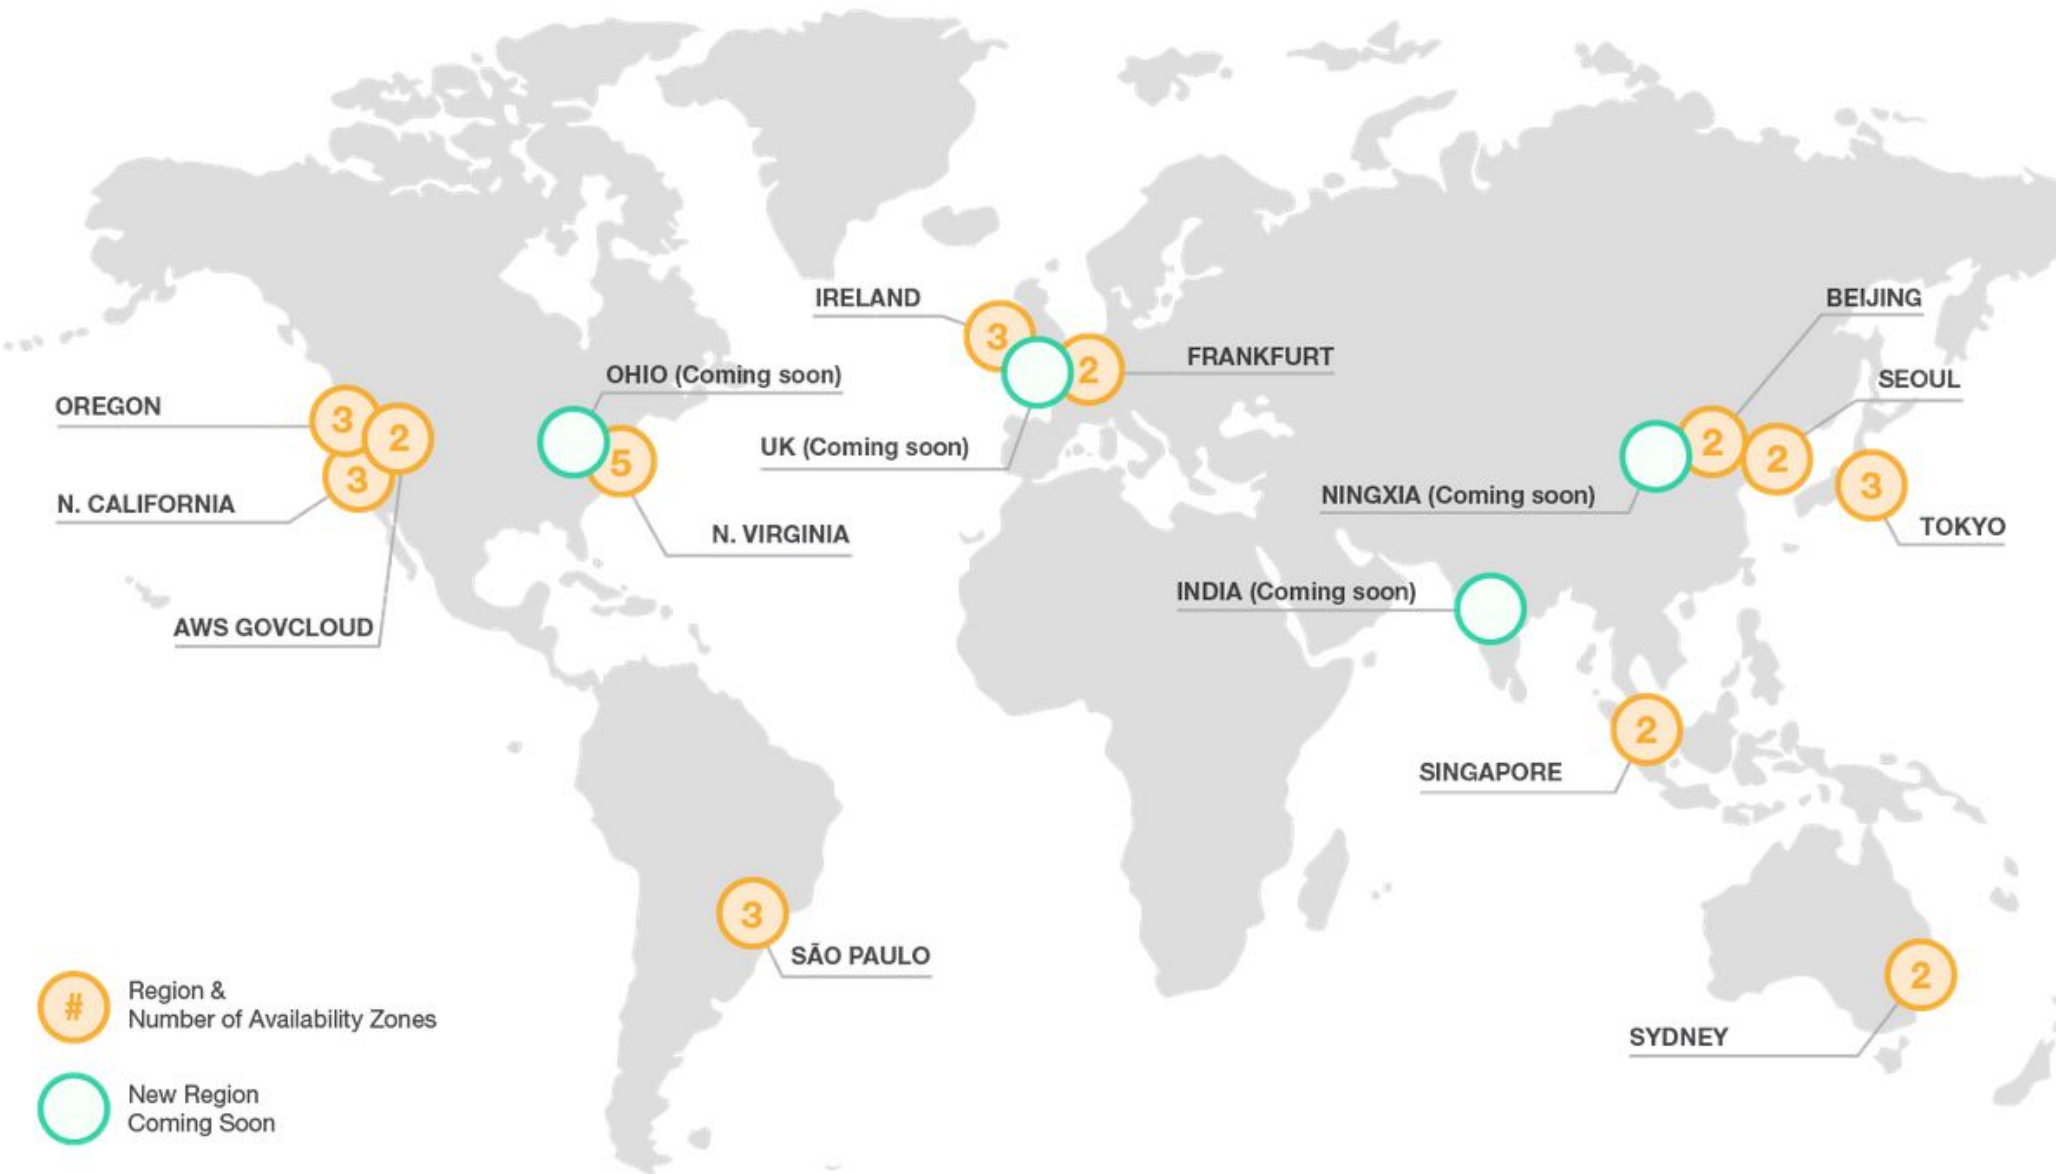 IRELAND
BEIJING
FRANKFURT
OHIO (Coming soon)
SEOUL
OREGON
3
3
2
3
2
5
UK (Coming soon)
2
2
3
NINGXIA (Coming soon)
N. CALIFORNIA
N. VIRGINIA
TOKYO
INDIA (Coming soon)
AWS GOVCLOUD
2
SINGAPORE
3
SÃO PAULO
2
SYDNEY
#
Region &
Number of Availability Zones
New Region
Coming Soon